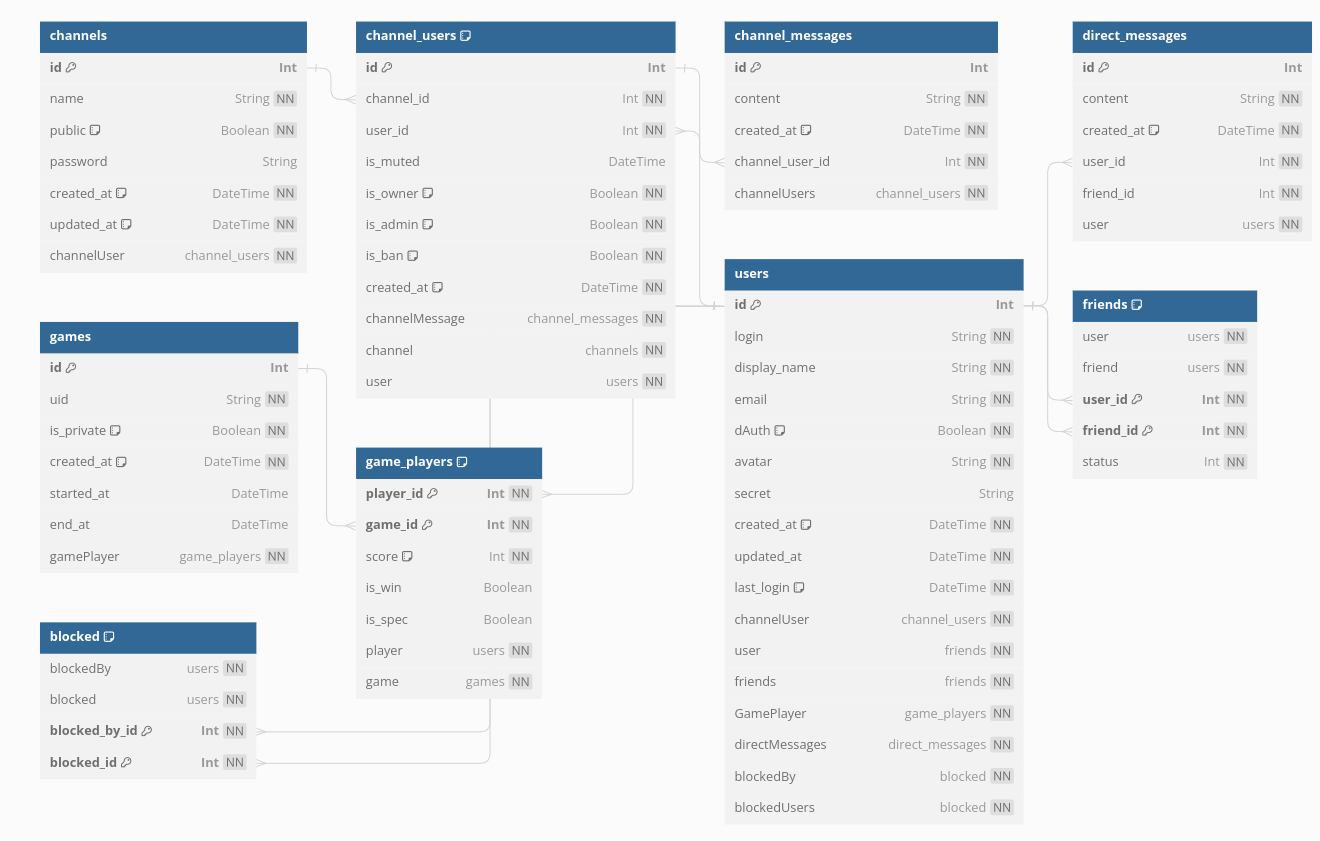 channels
id Int
name String NN
public Boolean NN
password String
created_at DateTime NN
updated_at DateTime NN
channelUser channel_users NN
channel_users
id Int
channel_id Int NN
user_id Int NN
is_muted DateTime
is_owner Boolean NN
is_admin Boolean NN
is_ban Boolean NN
created_at DateTime NN
channelMessage channel_messages NN
channel channels NN
user users NN
channel_messages
id Int
content String NN
created_at DateTime NN
channel_user_id Int NN
channelUsers channel_users NN
direct_messages
id Int
content String NN
created_at DateTime NN
user_id Int NN
friend_id Int NN
user users NN
games
id Int
uid String NN
is_private Boolean NN
created_at DateTime NN
started_at DateTime
end_at DateTime
gamePlayer game_players NN
game_players
player_id Int NN
game_id Int NN
score Int NN
is_win Boolean
is_spec Boolean
player users NN
game games NN
users
id Int
login String NN
display_name String NN
email String NN
dAuth Boolean NN
avatar String NN
secret String
created_at DateTime NN
updated_at DateTime NN
last_login DateTime NN
channelUser channel_users NN
user friends NN
friends friends NN
GamePlayer game_players NN
directMessages direct_messages NN
blockedBy blocked NN
blockedUsers blocked NN
friends
user users NN
friend users NN
user_id Int NN
friend_id Int NN
status Int NN
blocked
blockedBy users NN
blocked users NN
blocked_by_id Int NN
blocked_id Int NN